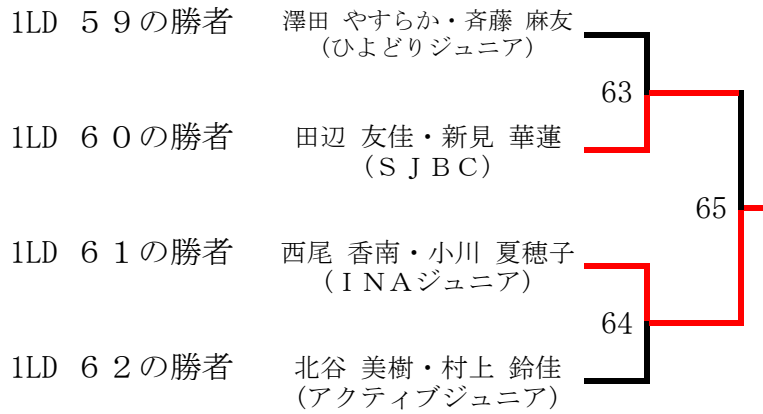 1LD ５９の勝者 澤田 やすらか・斉藤 麻友
(ひよどりジュニア)
63
1LD ６０の勝者 田辺 友佳・新見 華蓮
(ＳＪＢＣ)
65
1LD ６１の勝者 西尾 香南・小川 夏穂子
(ＩＮＡジュニア)
64
1LD ６２の勝者 北谷 美樹・村上 鈴佳
(アクティブジュニア)